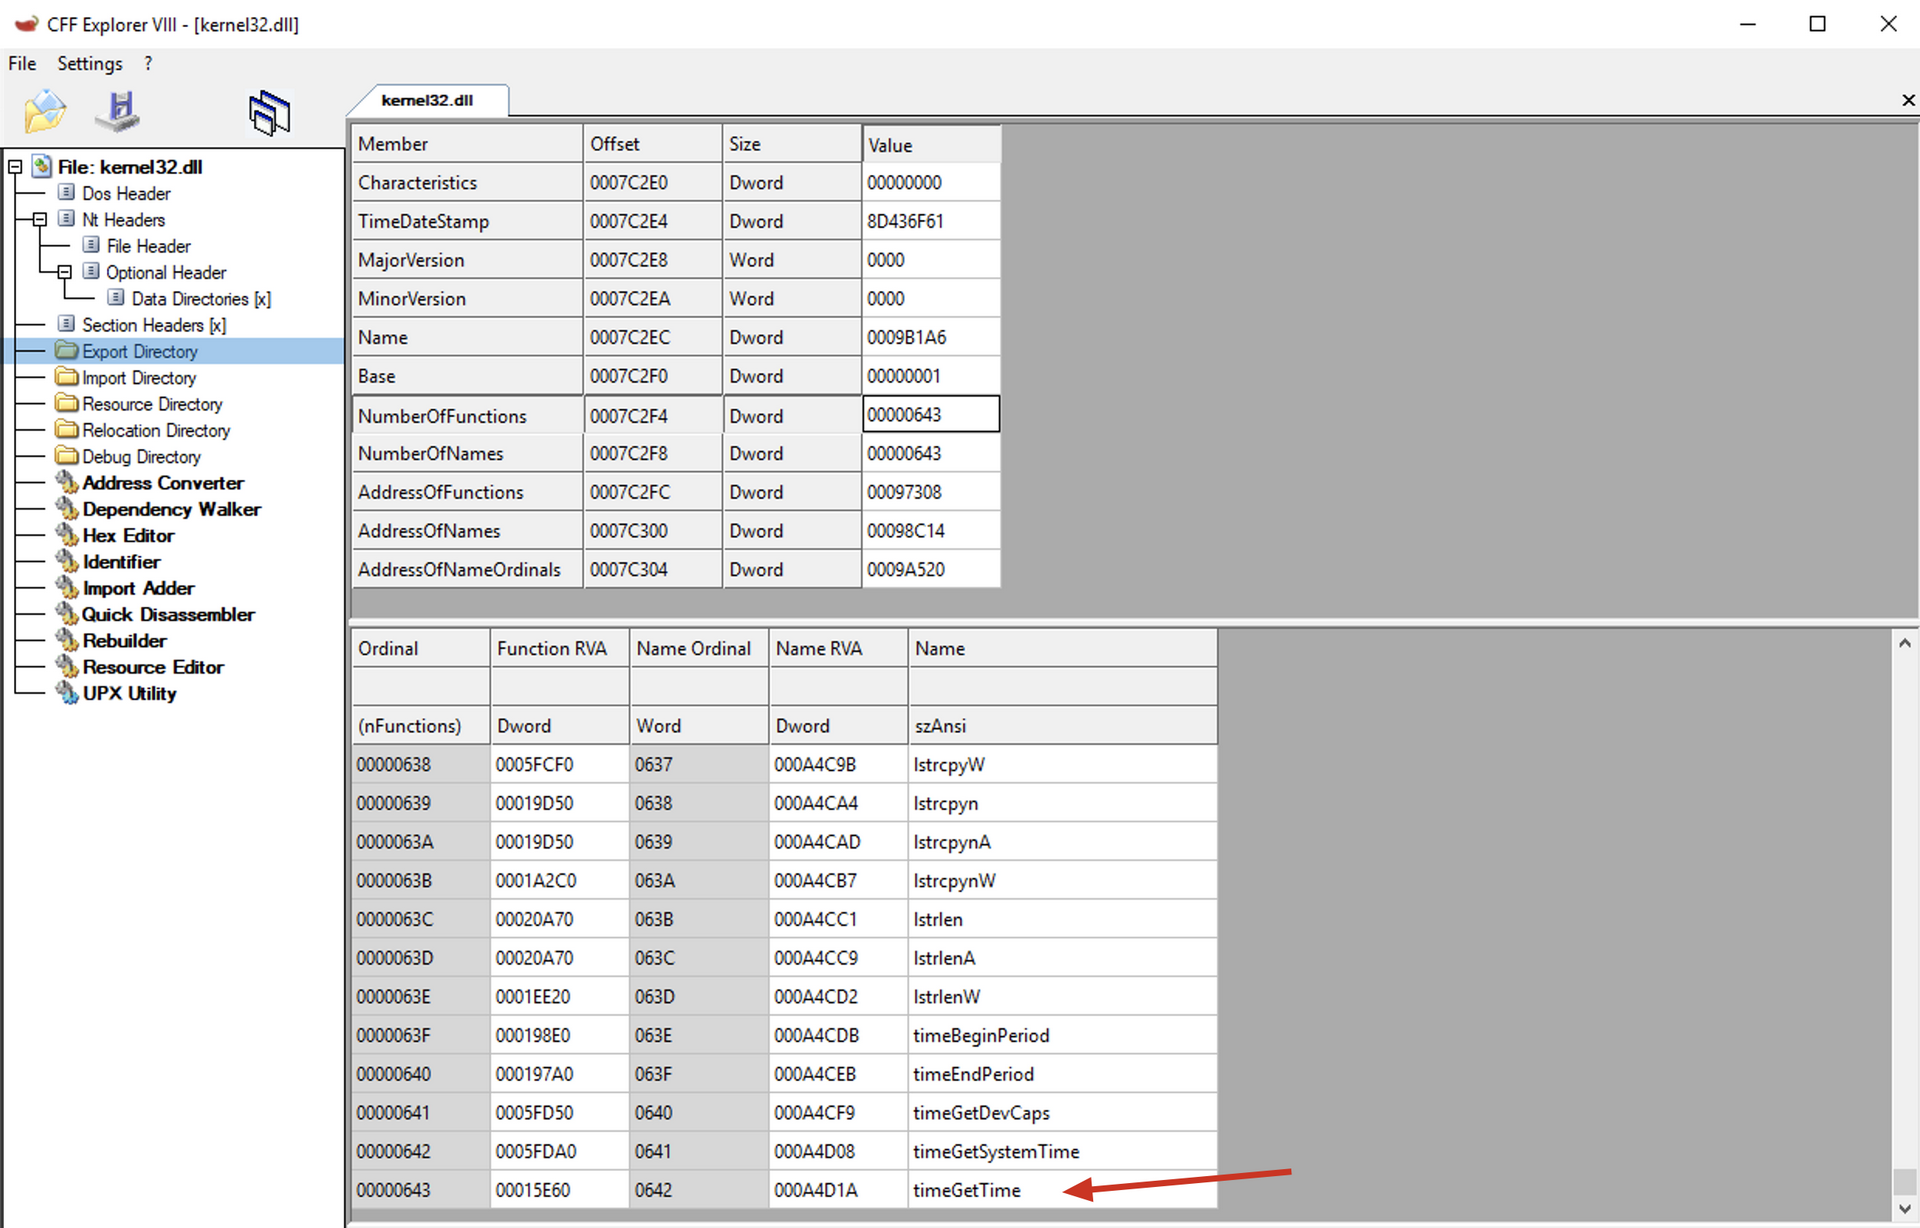 CFF Explorer VIII - [kernel32.dll]
File Settings ?
kernel32.dll
File: kernel32.dll
Dos Header
Nt Headers
File Header
Optional Header
Data Directories [x]
Section Headers [x]
Export Directory
Import Directory
Resource Directory
Relocation Directory
Debug Directory
Address Converter
Dependency Walker
Hex Editor
Identifier
Import Adder
Quick Disassembler
Rebuilder
Resource Editor
UPX Utility
Member Offset Size Value
Characteristics 0007C2E0 Dword 00000000
TimeDateStamp 0007C2E4 Dword 8D436F61
MajorVersion 0007C2E8 Word 0000
MinorVersion 0007C2EA Word 0000
Name 0007C2EC Dword 0009B1A6
Base 0007C2F0 Dword 00000001
NumberOfFunctions 0007C2F4 Dword 00000643
NumberOfNames 0007C2F8 Dword 00000643
AddressOfFunctions 0007C2FC Dword 00097308
AddressOfNames 0007C300 Dword 00098C14
AddressOfNameOrdinals 0007C304 Dword 0009A520
Ordinal Function RVA Name Ordinal Name RVA Name
(nFunctions) Dword Word Dword szAnsi
00000638 0005FCF0 0637 000A4C9B lstrcpyW
00000639 00019D50 0638 000A4CA4 lstrcpyn
0000063A 00019D50 0639 000A4CAD lstrcpynA
0000063B 0001A2C0 063A 000A4CB7 lstrcpynW
0000063C 00020A70 063B 000A4CC1 lstrlen
0000063D 00020A70 063C 000A4CC9 lstrlenA
0000063E 0001EE20 063D 000A4CD2 lstrlenW
0000063F 000198E0 063E 000A4CDB timeBeginPeriod
00000640 000197A0 063F 000A4CEB timeEndPeriod
00000641 0005FD50 0640 000A4CF9 timeGetDevCaps
00000642 0005FDA0 0641 000A4D08 timeGetSystemTime
00000643 00015E60 0642 000A4D1A timeGetTime